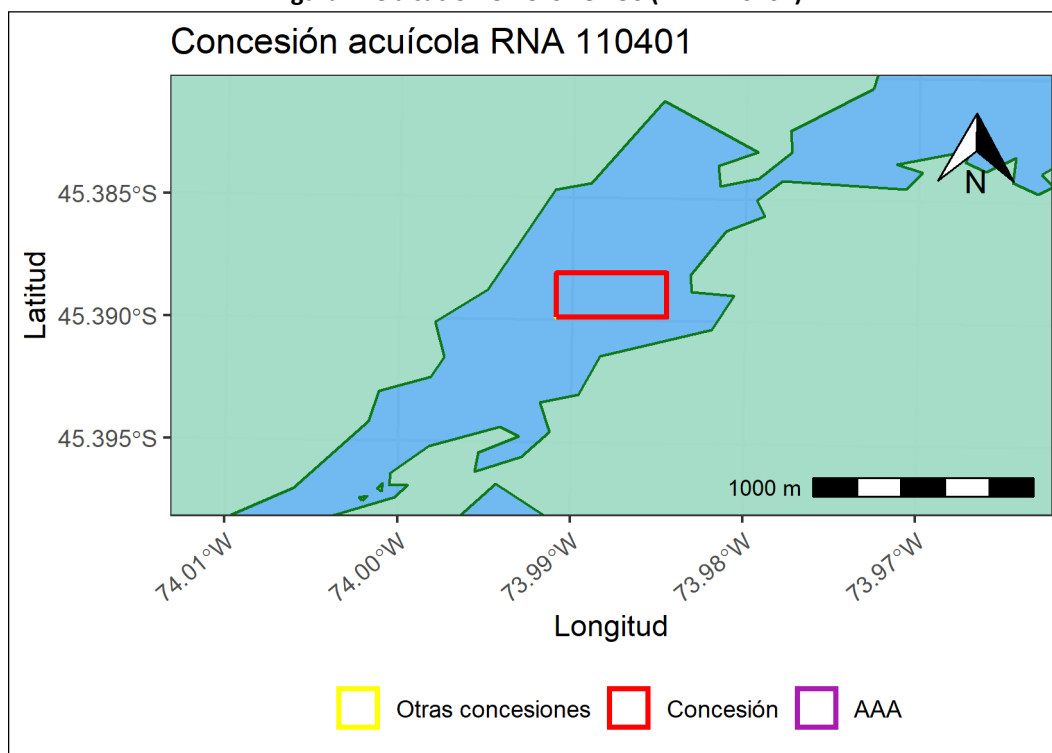 Concesión acuícola RNA 110401
45.385°S
45.390°S
45.395°S
Latitud
N
1000 m
74.01°W
74.00°W
73.99°W
73.98°W
73.97°W
Longitud
Otras concesiones
Concesión
AAA